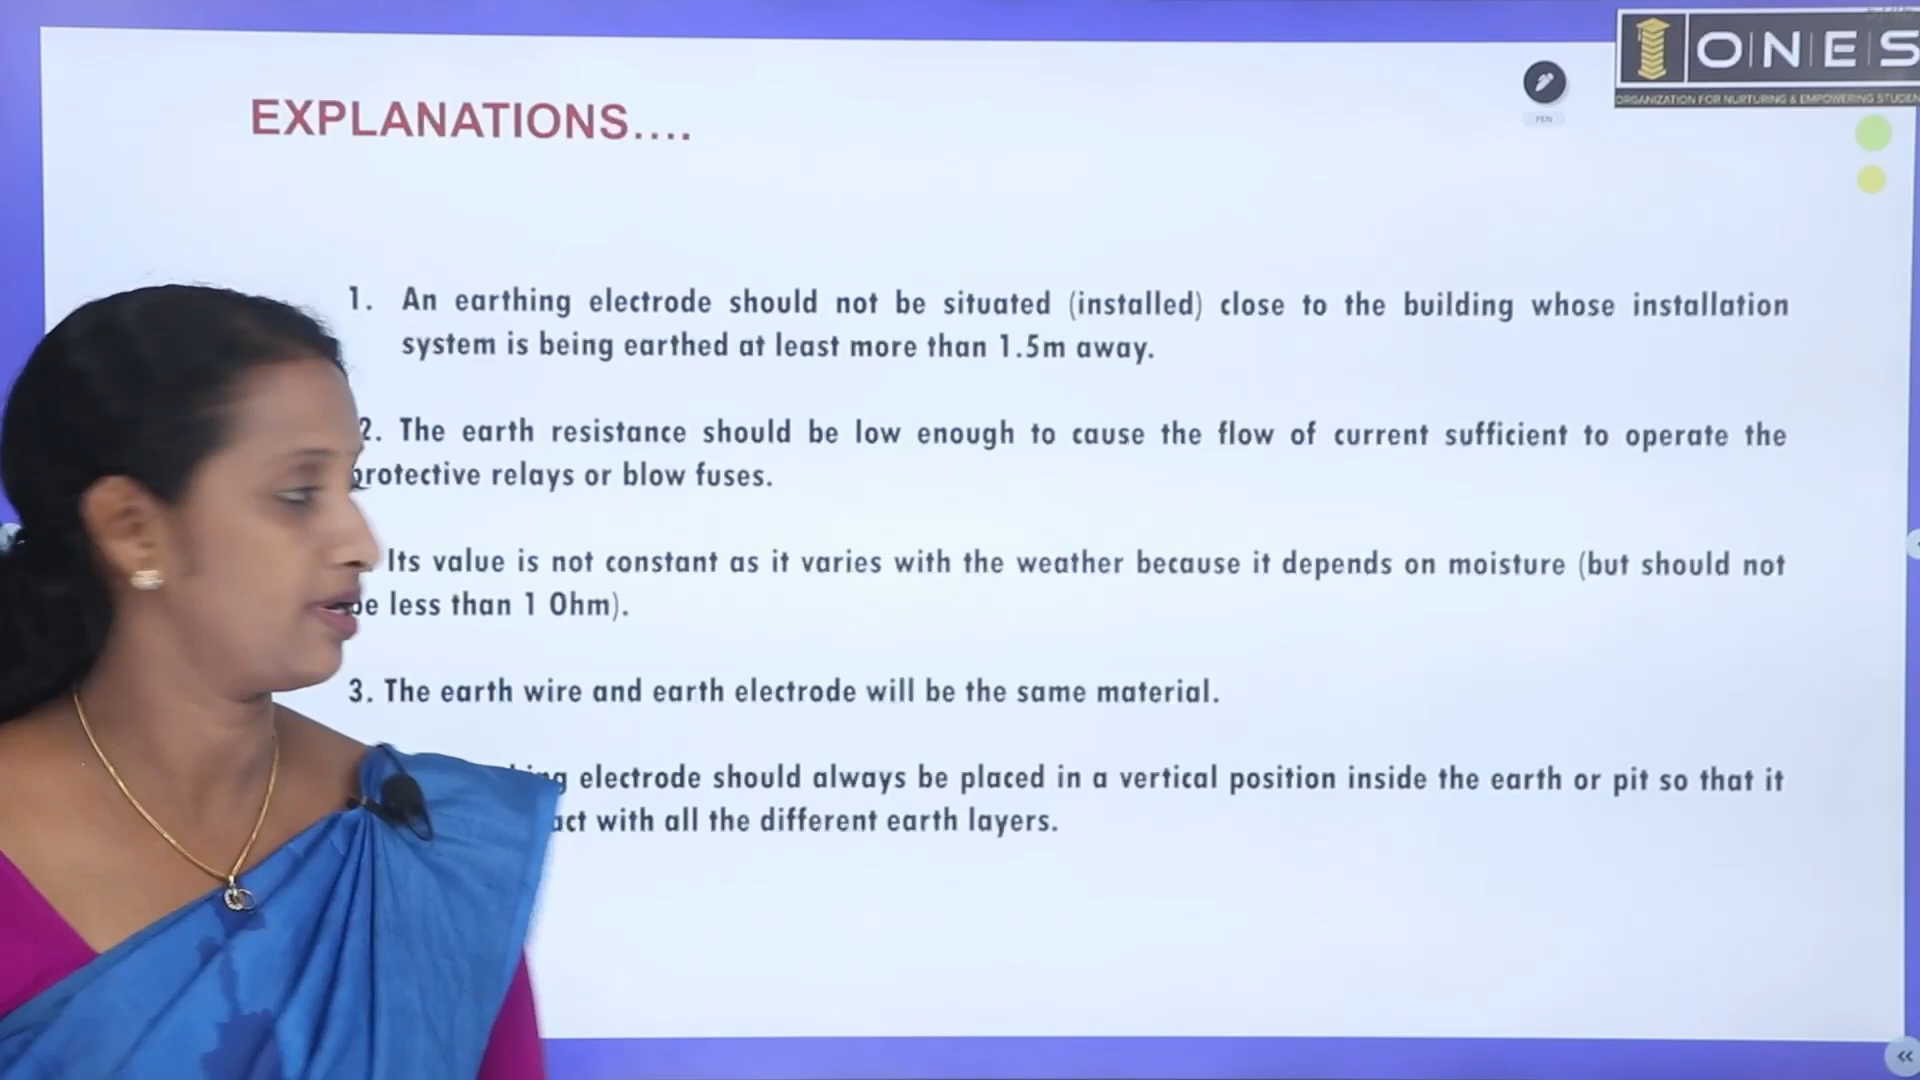 ONES
ORGANIZATION FOR NURTURING & EMPOWERING STUDEN
PEN
EXPLANATIONS....
1. An earthing electrode should not be situated (installed) close to the building whose installation
system is being earthed at least more than 1.5m away.
2. The earth resistance should be low enough to cause the flow of current sufficient to operate the
protective relays or blow fuses.
Its value is not constant as it varies with the weather because it depends on moisture (but should not
be less than 1 Ohm).
3. The earth wire and earth electrode will be the same material.
electrode should always be placed in a vertical position inside the earth or pit so that it
with all the different earth layers.